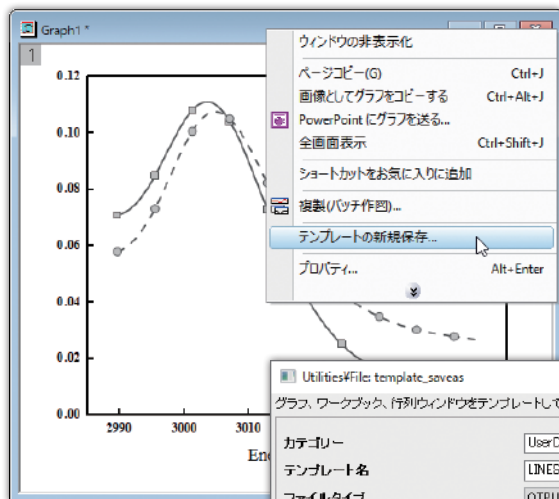 Graph1 *
1
ウィンドウの非表示化
ページコピー(G) Ctrl+J
画像としてグラフをコピーする Ctrl+Alt+J
PowerPoint にグラフを送る...
全画面表示 Ctrl+Shift+J
ショートカットをお気に入りに追加
複製(バッチ作図)...
テンプレートの新規保存...
プロパティ... Alt+Enter
0.12
0.10
0.08
0.06
0.04
0.02
0.00
2990 3000 3010
Utilities¥File: template_saveas
グラフ、ワークブック、行列ウィンドウをテンプレートして
カテゴリー
テンプレート名
ファイルタイプ